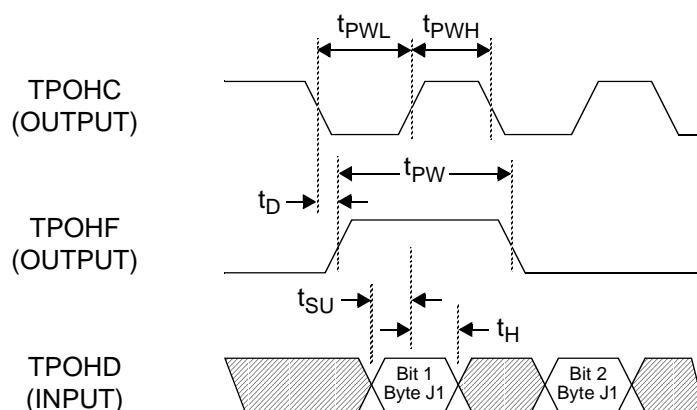 tPWL
tPWH
TPOHC
(OUTPUT)
tPW
tD
TPOHF
(OUTPUT)
tSU
tH
TPOHD
(INPUT)
Bit 1
Byte J1
Bit 2
Byte J1